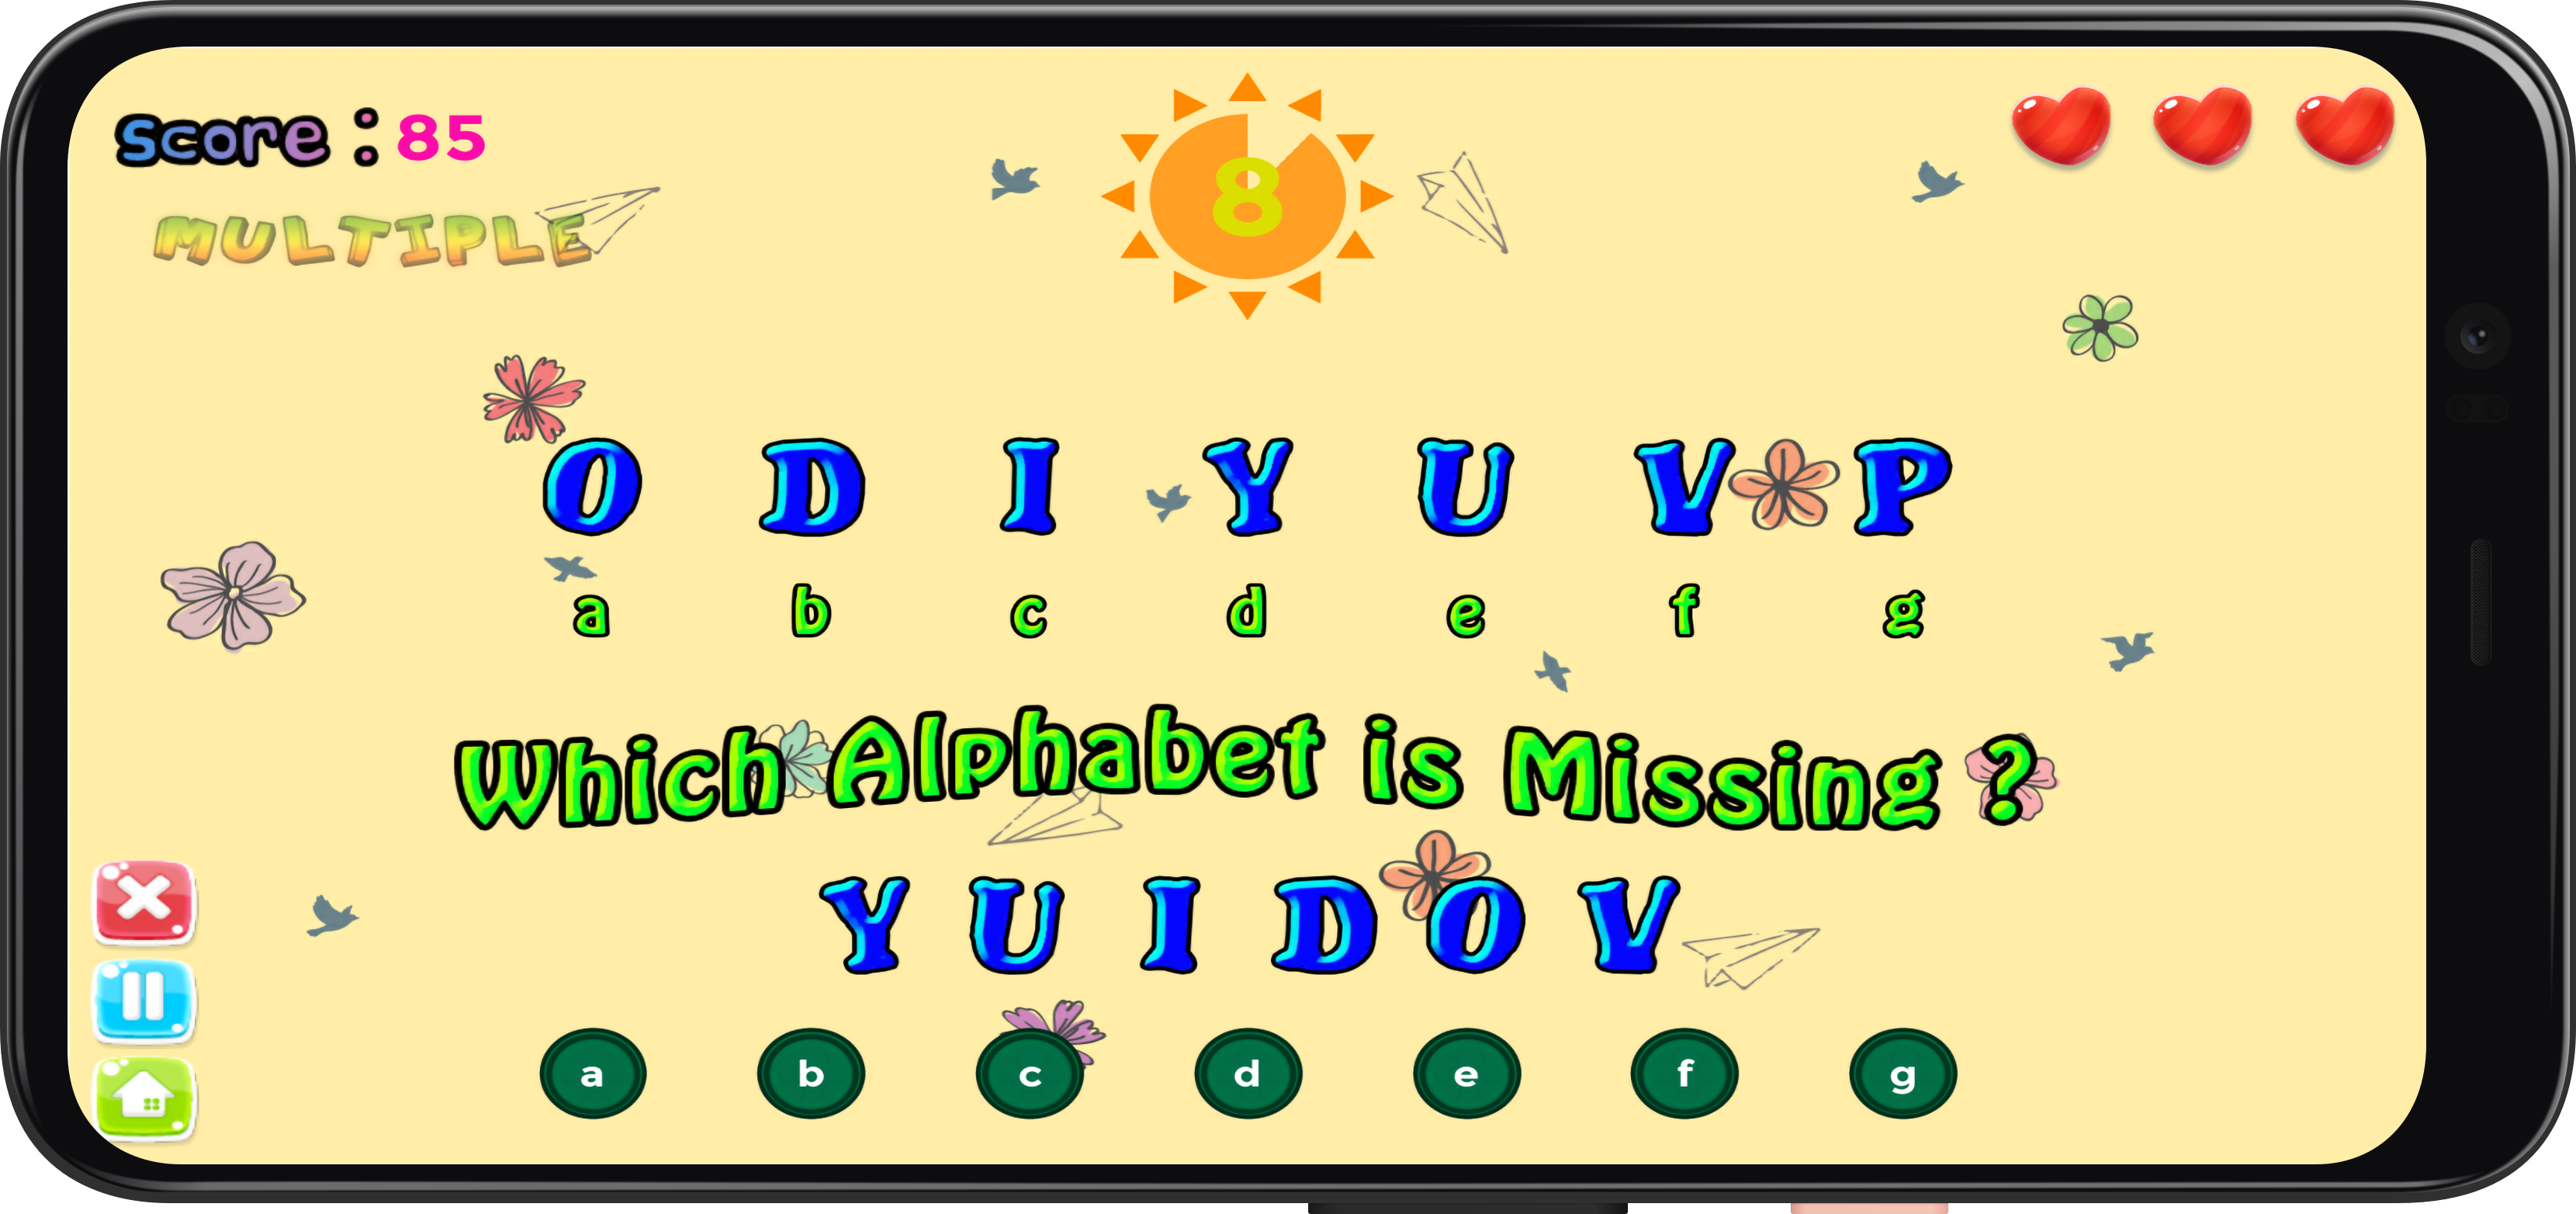 Score : 85
8
MULTIPLE
O D I Y U V P
a b c d e f g
Which Alphabet is Missing ?
Y U I D O V
a b c d e f g